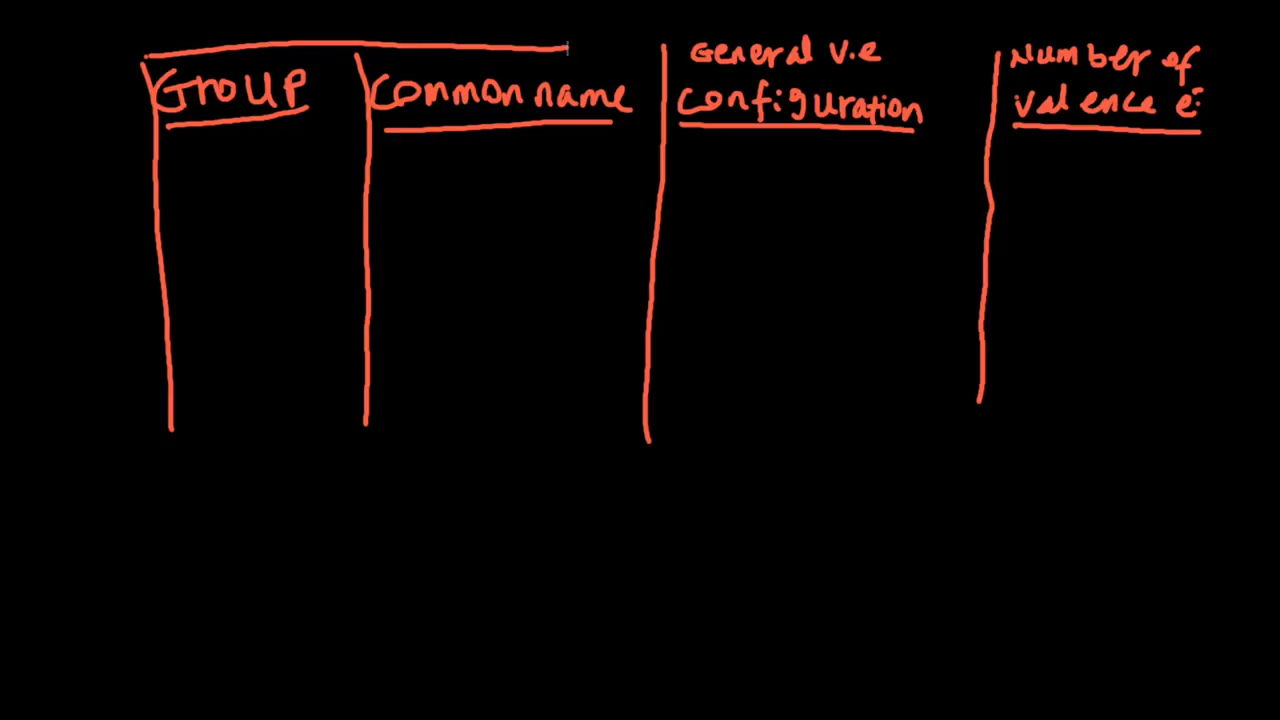 Group
Common name
General v.e
configuration
Number of
valence e⁻